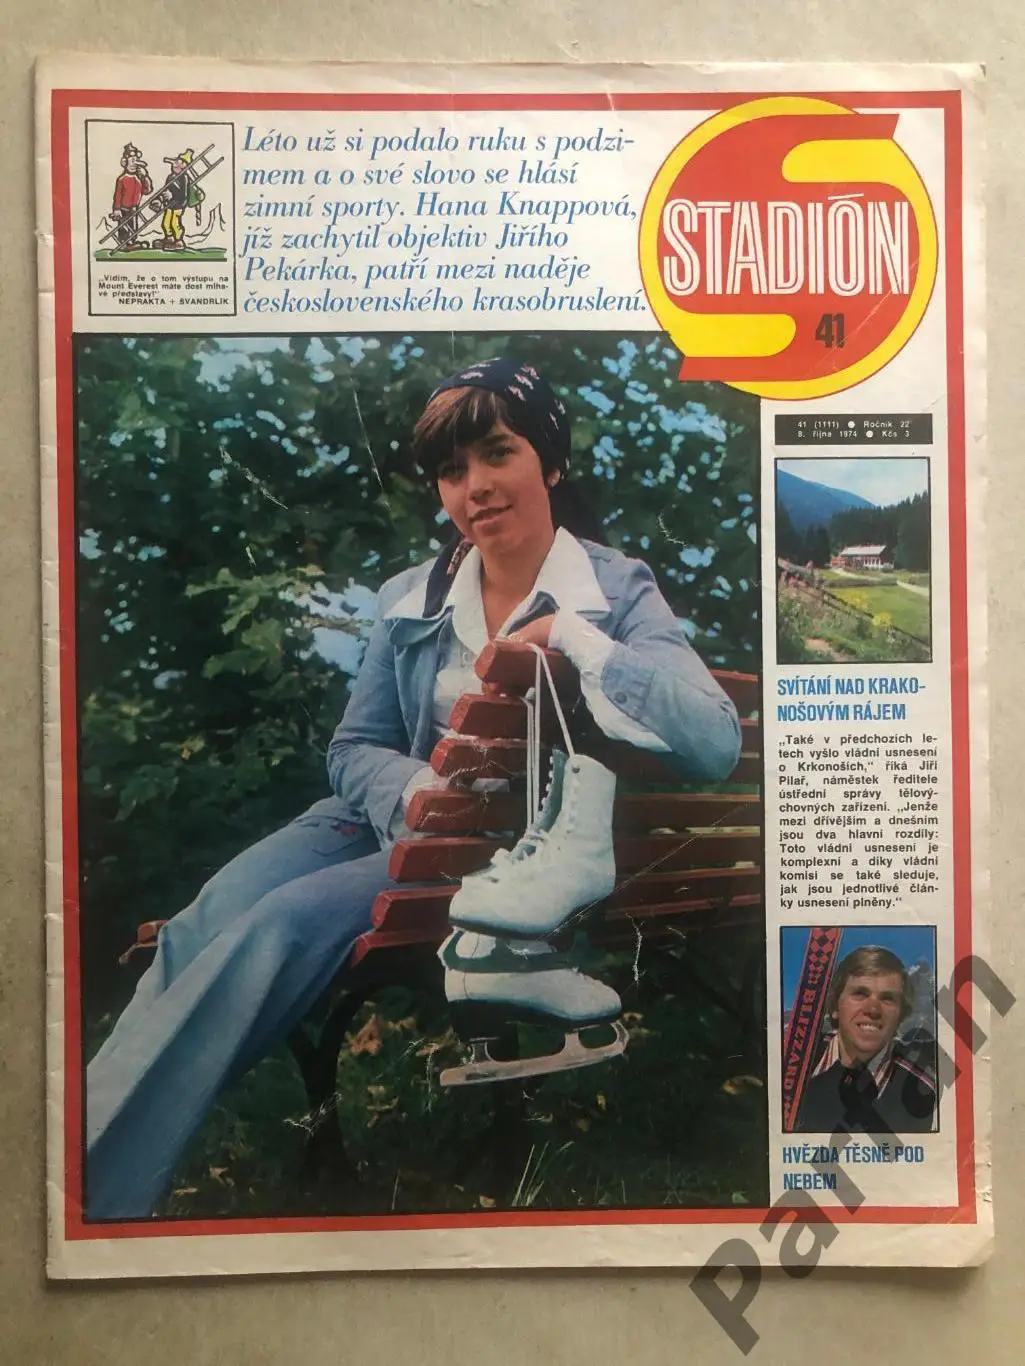 „Vidím, že o tom výstupu na
Mount Everest máte dost mlha-
vé představy!"
NEPRAKTA + SVANDRLIK
Léto už si podalo ruku s podzi-
mem a o své slovo se hlásí
zimní sporty. Hana Knappová,
již zachytil objektiv Jiřího
Pekárka, patří mezi naděje
československého krasobruslení.
STADIÓN
41
41 (1111) ● Ročník 22
8. října 1974 ● Kčs 3
SVÍTÁNÍ NAD KRAKO-
NOŠOVÝM RÁJEM
„Také v předchozích le-
tech vyšlo vládní usnesení
o Krkonoších,“ říká Jiří
Pilař, náměstek ředitele
ústřední správy tělový-
chovných zařízení. „Jenže
mezi dřívějším a dnešním
jsou dva hlavní rozdíly:
Toto vládní usnesení je
komplexní a díky vládní
komisi se také sleduje,
jak jsou jednotlivé člán-
ky usnesení plněny.“
BLIZZARD
HVĚZDA TĚSNĚ POD
NEBEM
Parfan